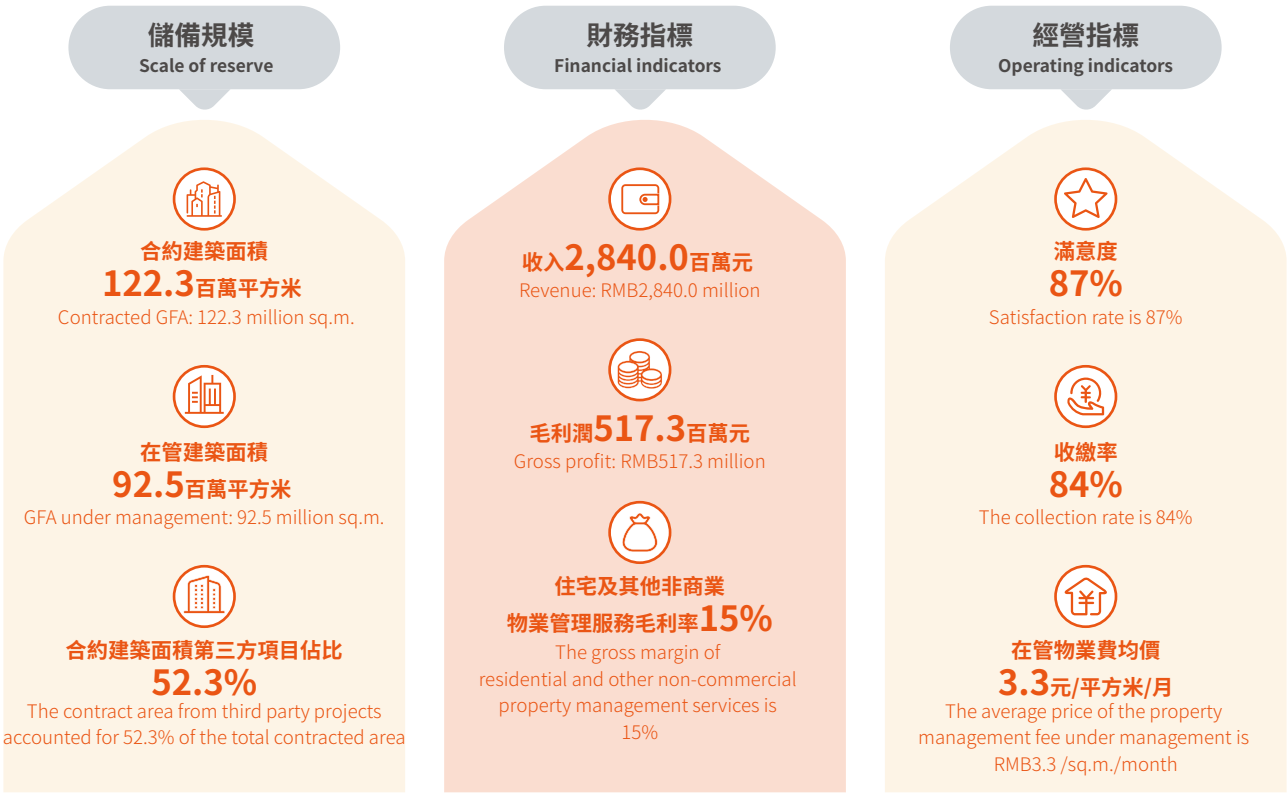 儲備規模
Scale of reserve
合約建築面積
122.3百萬平方米
Contracted GFA: 122.3 million sq.m.
在管建築面積
92.5百萬平方米
GFA under management: 92.5 million sq.m.
合約建築面積第三方項目佔比
52.3%
The contract area from third party projects
accounted for 52.3% of the total contracted area
財務指標
Financial indicators
收入2,840.0百萬元
Revenue: RMB2,840.0 million
毛利潤517.3百萬元
Gross profit: RMB517.3 million
住宅及其他非商業
物業管理服務毛利率15%
The gross margin of
residential and other non-commercial
property management services is
15%
經營指標
Operating indicators
滿意度
87%
Satisfaction rate is 87%
收繳率
84%
The collection rate is 84%
在管物業費均價
3.3元/平方米/月
The average price of the property
management fee under management is
RMB3.3 /sq.m./month